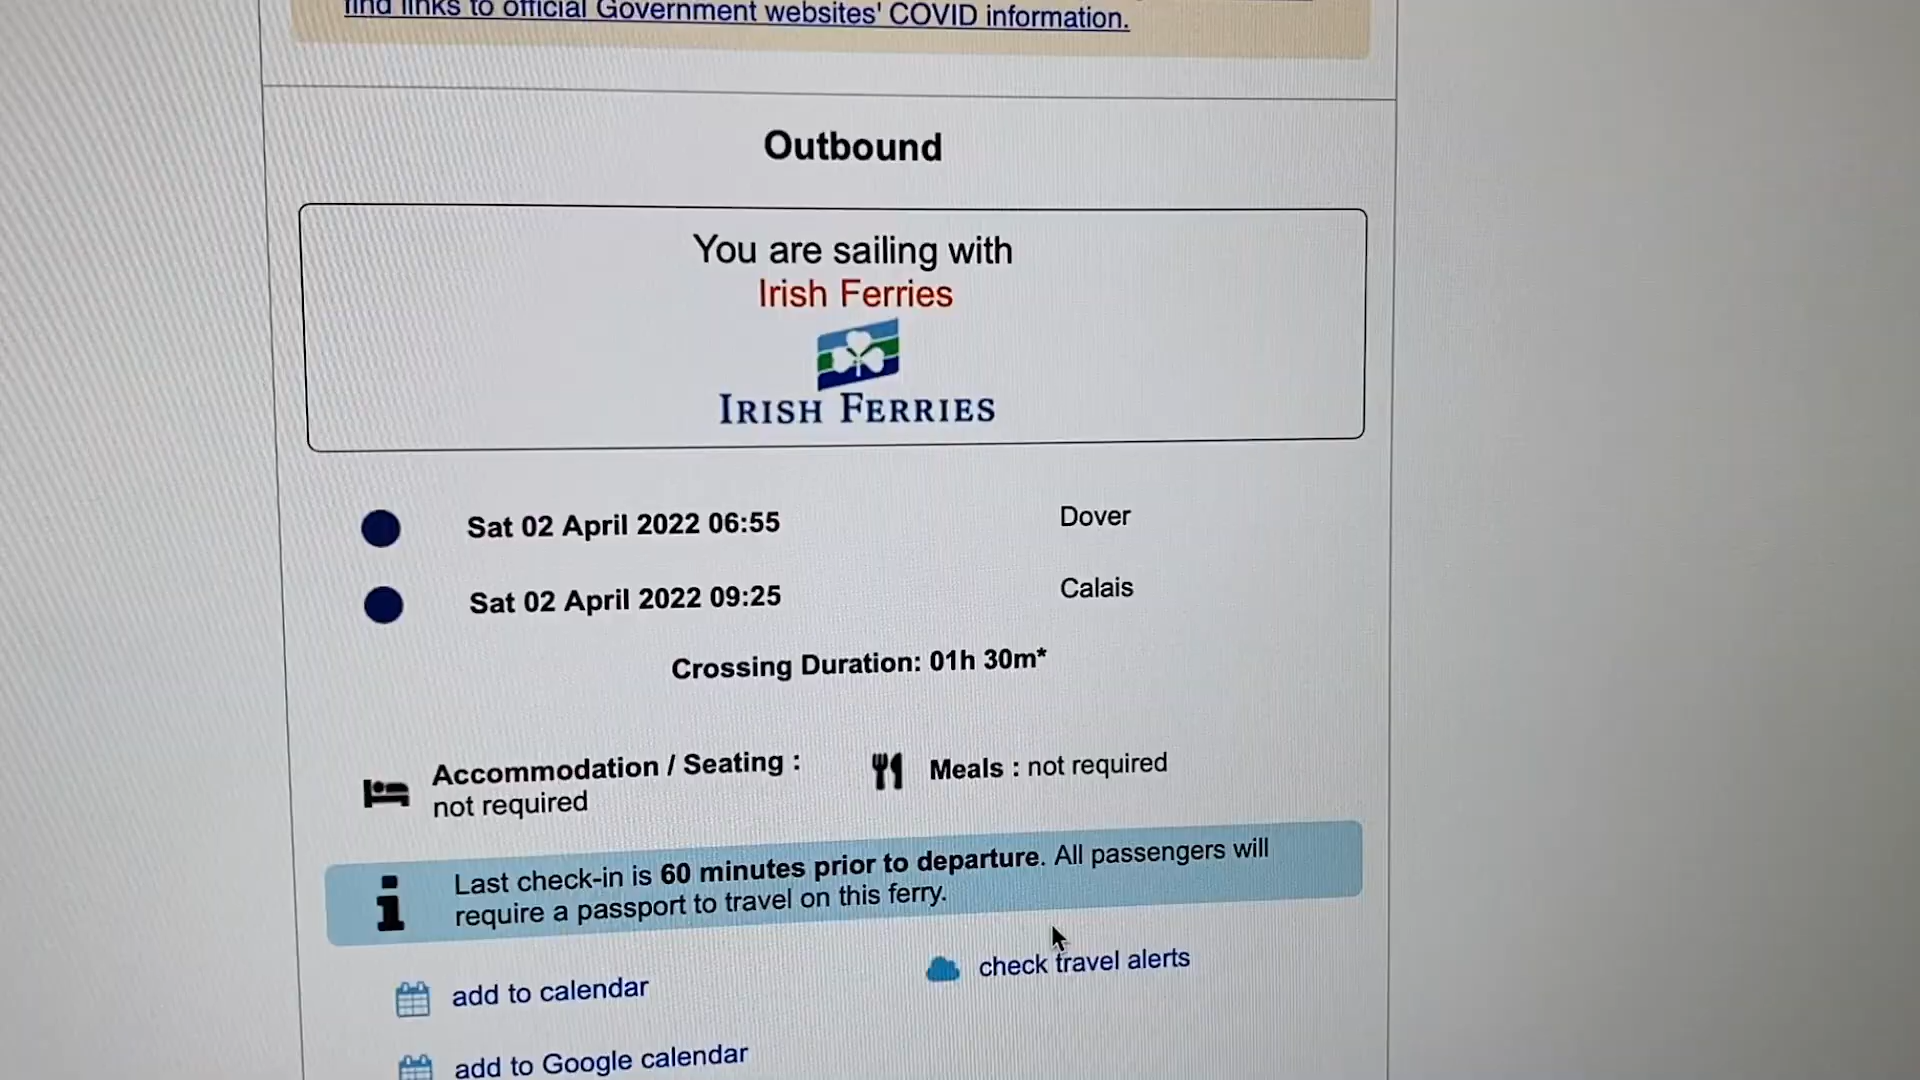 find links to official Government websites' COVID information.
Outbound
You are sailing with
Irish Ferries
IRISH FERRIES
Sat 02 April 2022 06:55 Dover
Sat 02 April 2022 09:25 Calais
Crossing Duration: 01h 30m*
Accommodation / Seating :
not required
Meals : not required
Last check-in is 60 minutes prior to departure. All passengers will
require a passport to travel on this ferry.
add to calendar
check travel alerts
add to Google calendar